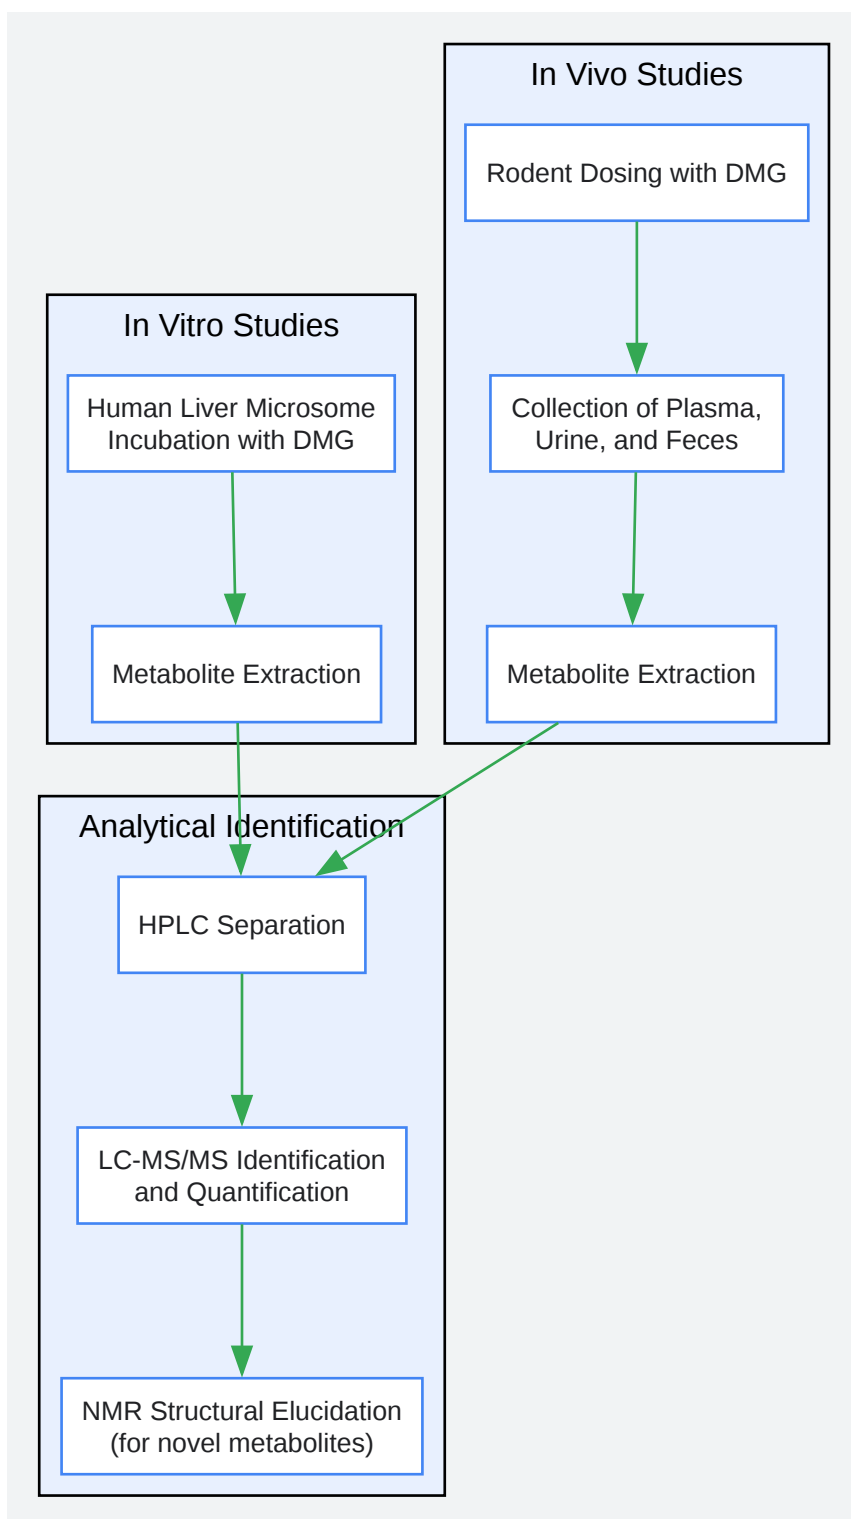 In Vivo Studies
Rodent Dosing with DMG
Collection of Plasma,
Urine, and Feces
Metabolite Extraction
In Vitro Studies
Human Liver Microsome
Incubation with DMG
Metabolite Extraction
Analytical Identification
HPLC Separation
LC-MS/MS Identification
and Quantification
NMR Structural Elucidation
(for novel metabolites)